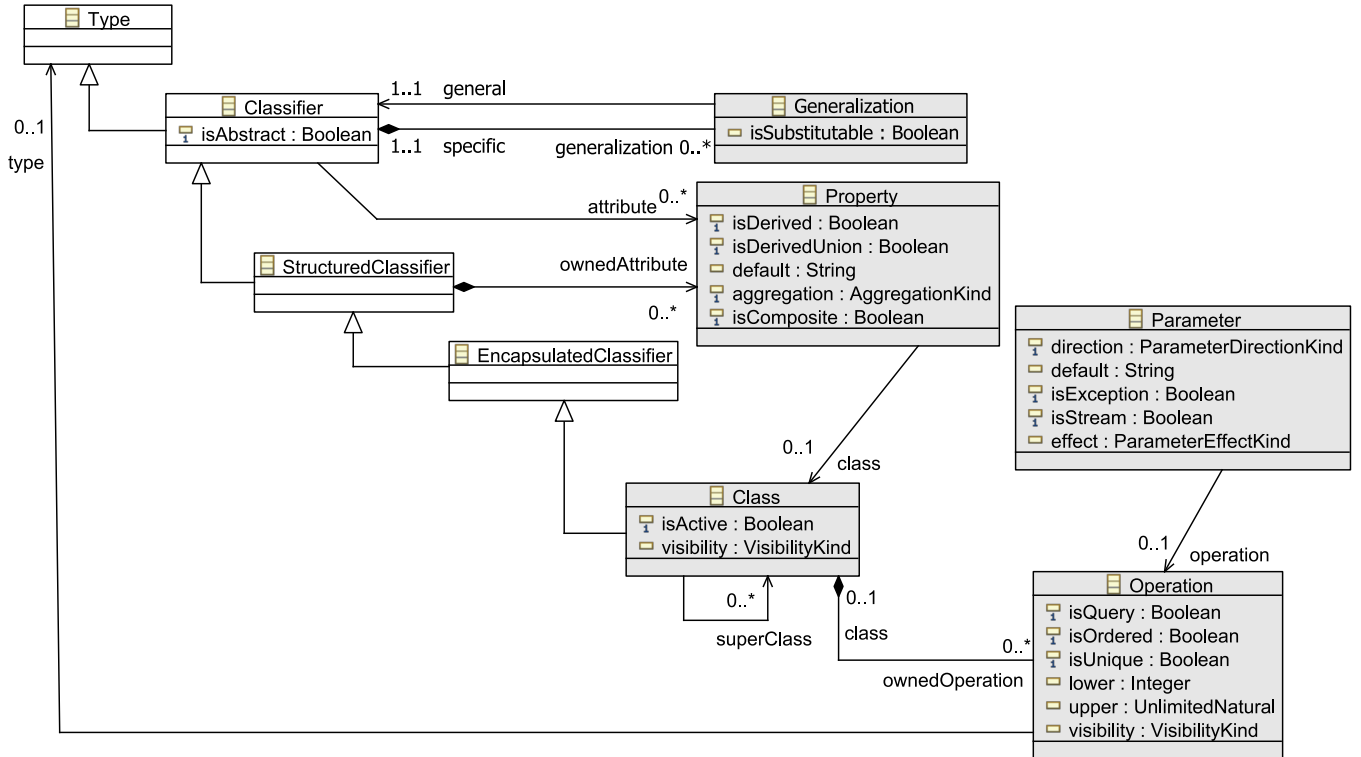 Type
1..1 general
Classifier
Generalization
isAbstract : Boolean
isSubstitutable : Boolean
0..1
1..1 specific
generalization 0..*
type
0..*
Property
attribute
isDerived : Boolean
isDerivedUnion : Boolean
default : String
aggregation : AggregationKind
isComposite : Boolean
StructuredClassifier
ownedAttribute
0..*
Parameter
direction : ParameterDirectionKind
default : String
isException : Boolean
isStream : Boolean
effect : ParameterEffectKind
EncapsulatedClassifier
0..1
class
Class
isActive : Boolean
visibility : VisibilityKind
0..1
operation
0..*
superClass
0..1
class
0..*
ownedOperation
Operation
isQuery : Boolean
isOrdered : Boolean
isUnique : Boolean
lower : Integer
upper : UnlimitedNatural
visibility : VisibilityKind